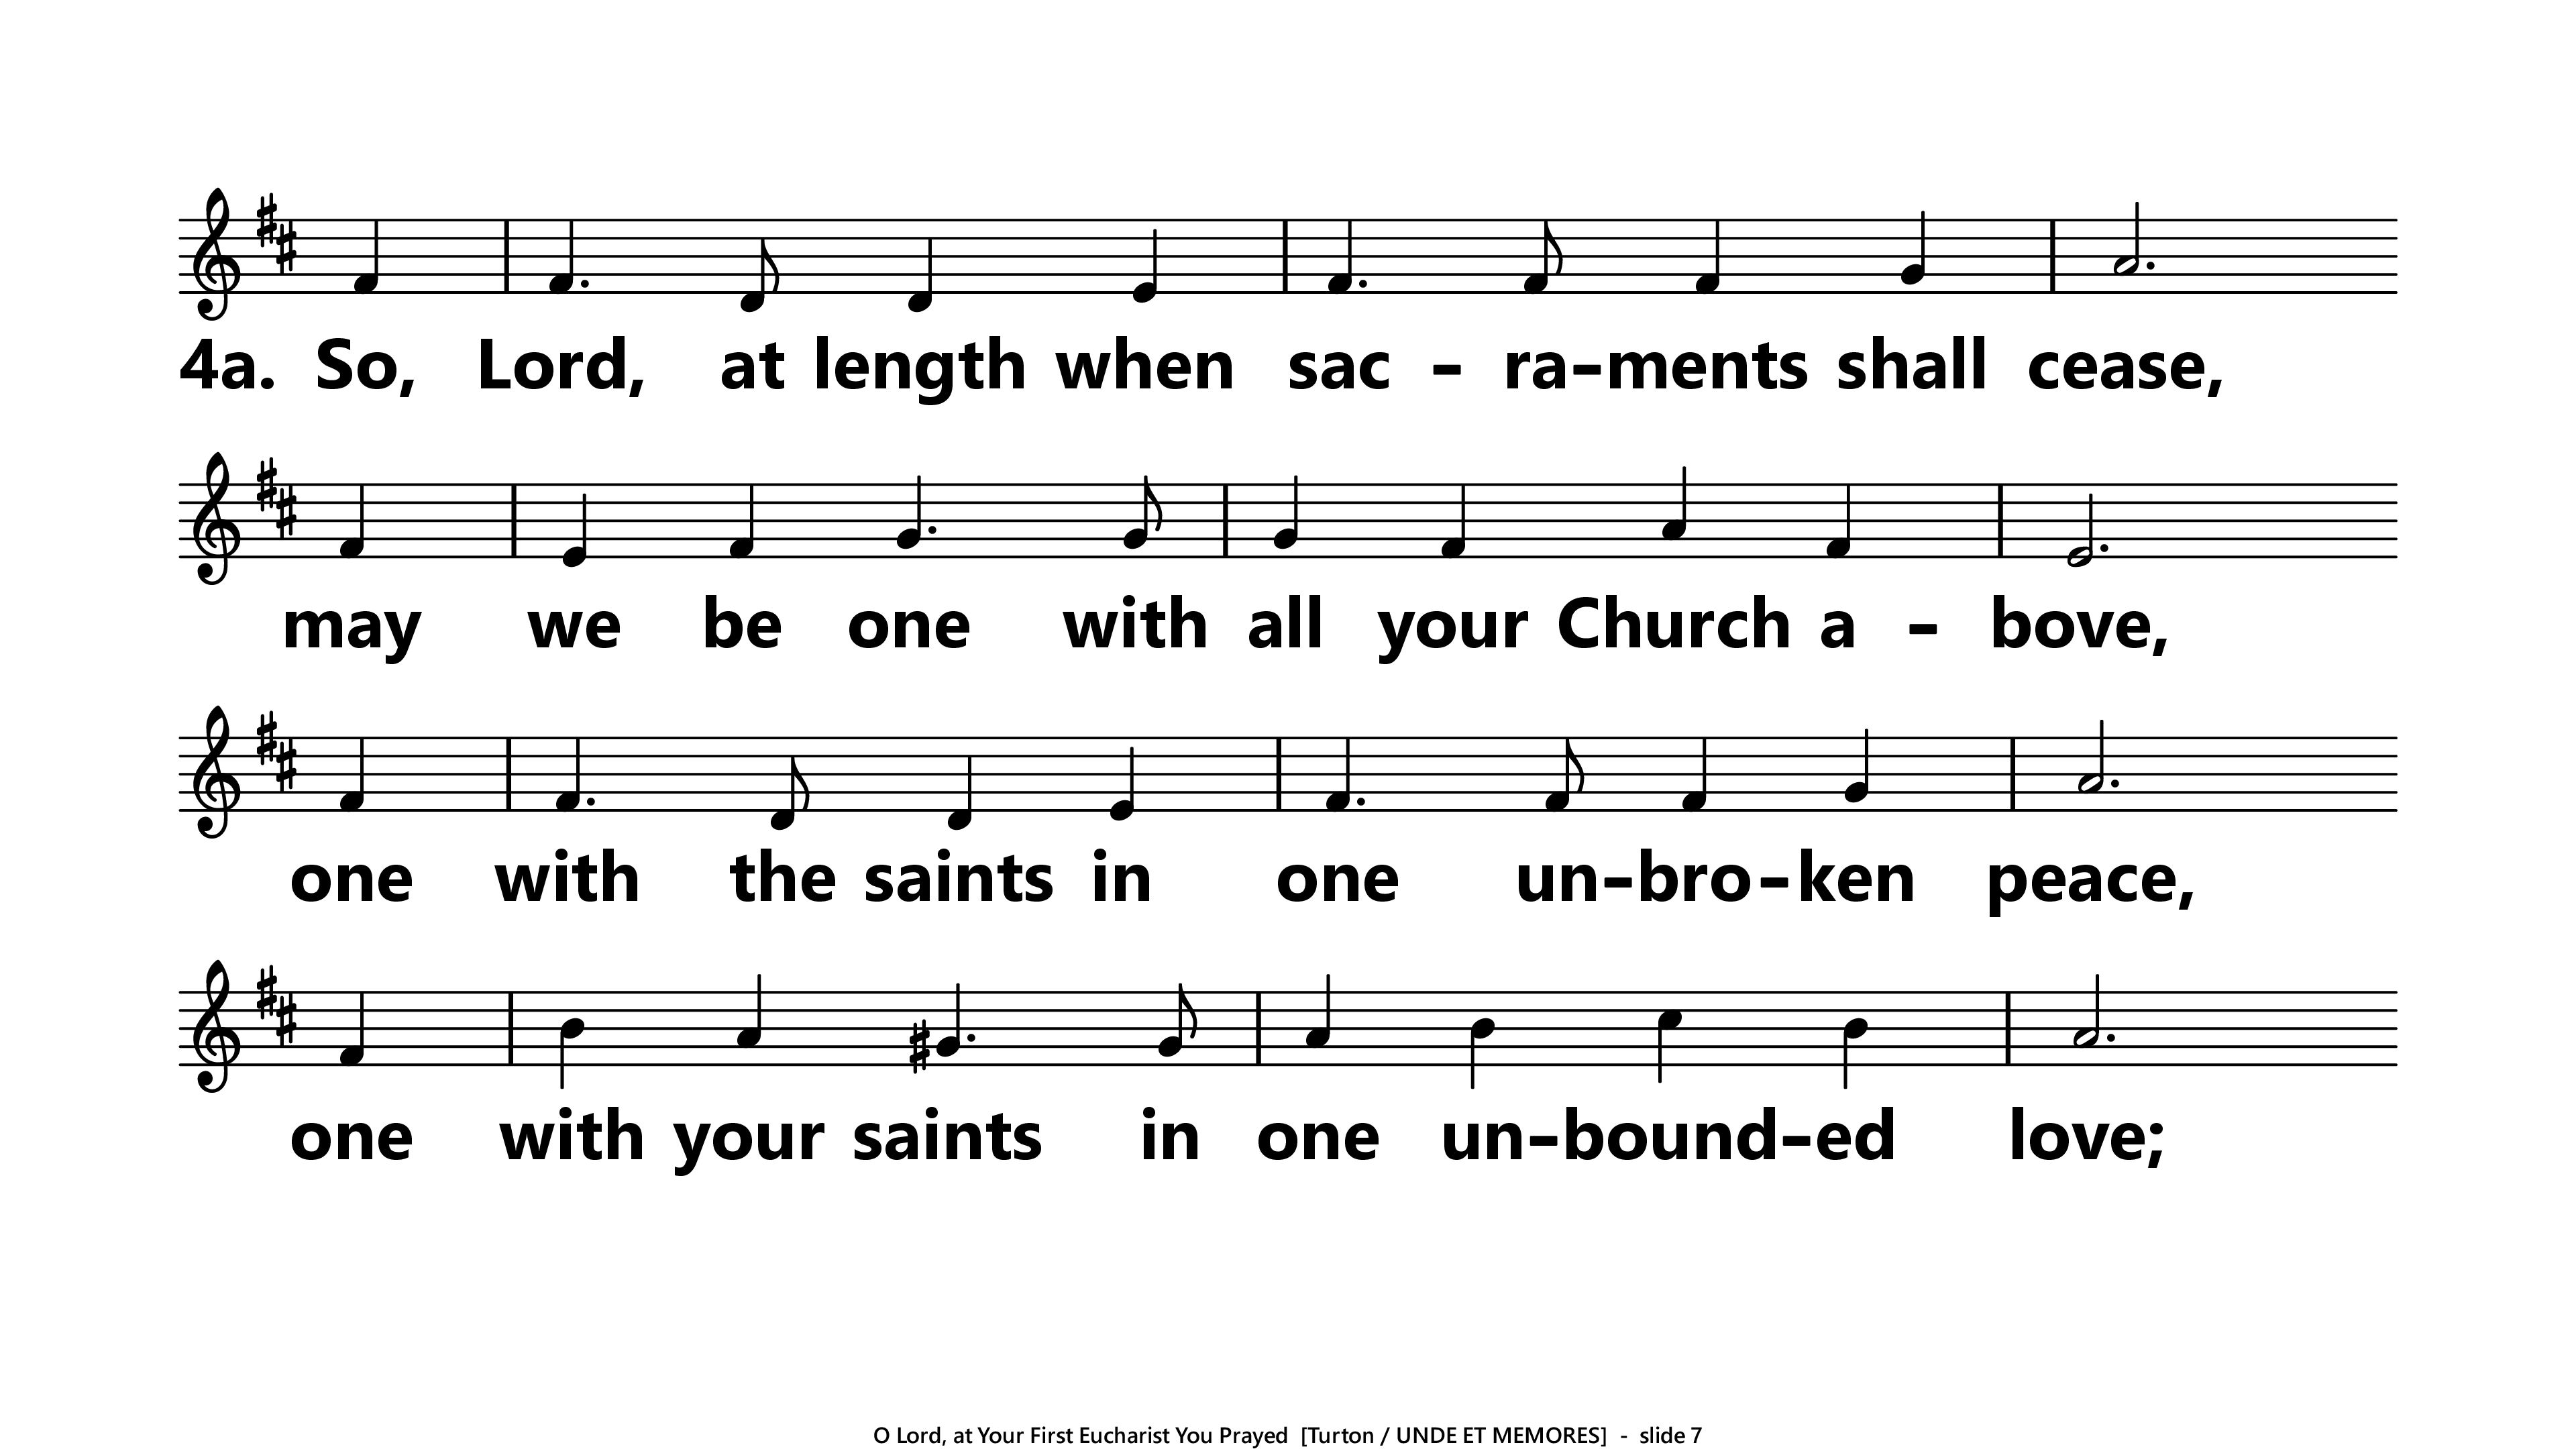 4a. So, Lord, at length when sac - ra-ments shall cease,
may we be one with all your Church a - bove,
one with the saints in one un-bro-ken peace,
one with your saints in one un-bound-ed love;
O Lord, at Your First Eucharist You Prayed [Turton / UNDE ET MEMORES] - slide 7